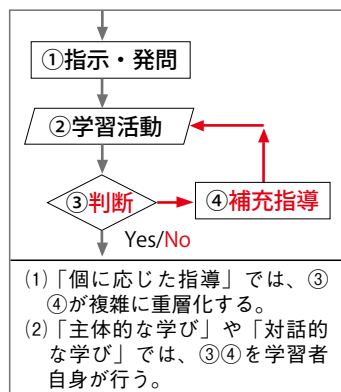 ①指示・発問
②学習活動
③判断
④補充指導
Yes/No
⑴「個に応じた指導」では、③
④が複雑に重層化する。
⑵「主体的な学び」や「対話的
な学び」では、③④を学習者
自身が行う。